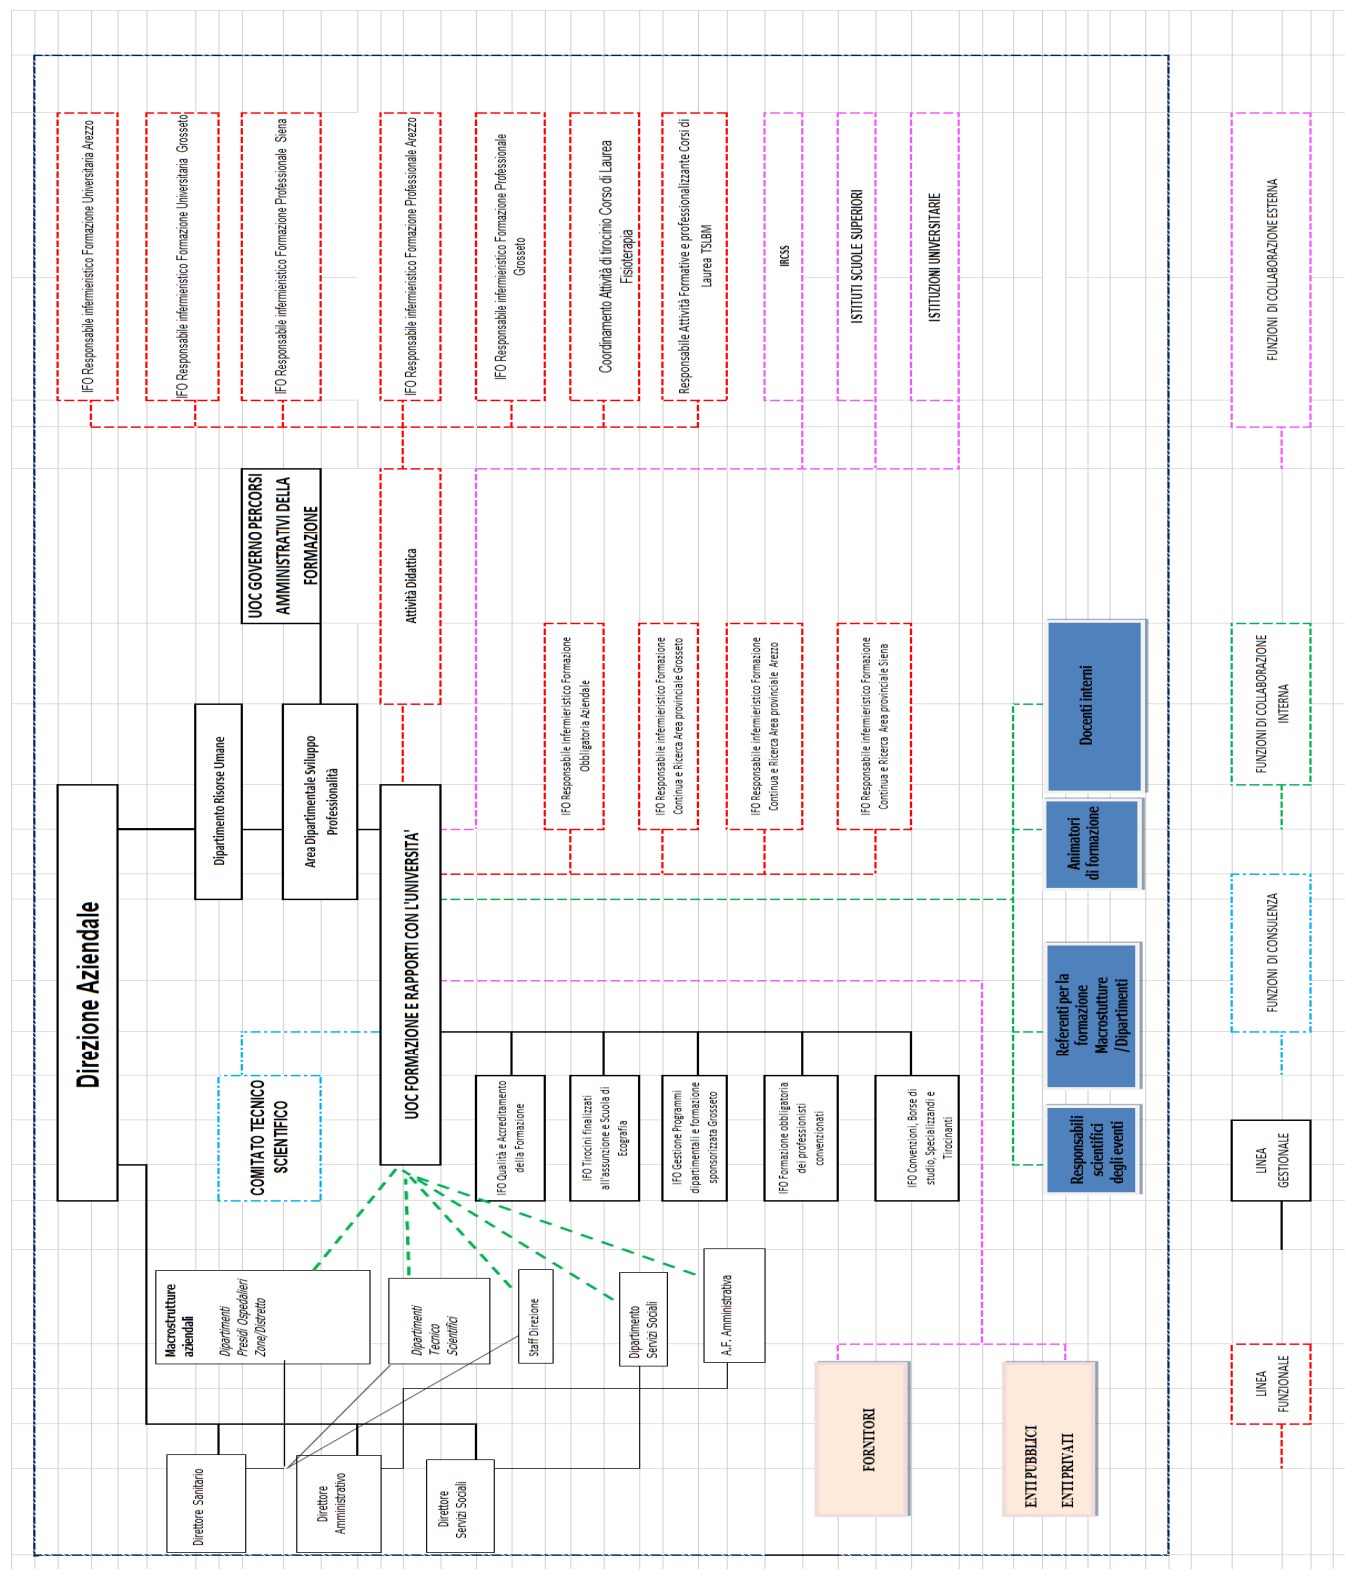 Direzione Aziendale
Dipartimento Risorse Umane
Area Dipartimentale Sviluppo
Professionalità
UOC GOVERNO PERCORSI
AMMINISTRATIVI DELLA
FORMAZIONE
COMITATO TECNICO
SCIENTIFICO
UOC FORMAZIONE E RAPPORTI CON L'UNIVERSITA'
Attività Didattica
IFO Responsabile infermieristico Formazione Universitaria Arezzo
IFO Responsabile infermieristico Formazione Universitaria Grosseto
IFO Responsabile infermieristico Formazione Professionale Siena
IFO Responsabile infermieristico Formazione Professionale Arezzo
IFO Responsabile infermieristico Formazione Professionale
Grosseto
Coordinamento Attività di tirocinio Corso di Laurea
Fisioterapia
Responsabile Attività Formative e professionalizzante Corsi di
Laurea TSLBM
IRCSS
ISTITUTI SCUOLE SUPERIORI
ISTITUZIONI UNIVERSITARIE
IFO Responsabile Infermieristico Formazione
Obbligatoria Aziendale
IFO Responsabile infermieristico Formazione
Continua e Ricerca Area provinciale Grosseto
IFO Responsabile infermieristico Formazione
Continua e Ricerca Area provinciale Arezzo
IFO Responsabile infermieristico Formazione
Continua e Ricerca Area provinciale Siena
IFO Qualità e Accreditamento
della Formazione
IFO Tirocini finalizzati
all'assunzione e Scuola di
Ecografia
IFO Gestione Programmi
dipartimentali e formazione
sponsorizzata Grosseto
IFO Formazione obbligatoria
dei professionisti
convenzionati
IFO Convenzioni, Borse di
studio, Specializzandi e
Tirocinanti
Macrostrutture
aziendali
Dipartimenti
Presidi Ospedalieri
Zone/Distretto
Dipartimenti
Tecnico
Scientifici
Staff Direzione
Dipartimento
Servizi Sociali
A.F. Amministrativa
Direttore Sanitario
Direttore
Amministrativo
Direttore
Servizi Sociali
FORNITORI
ENTI PUBBLICI
ENTI PRIVATI
Responsabili
scientifici
degli eventi
Referenti per la
formazione
Macrostutture
/Dipartimenti
Animatori
di formazione
Docenti interni
LINEA
FUNZIONALE
LINEA
GESTIONALE
FUNZIONI DI CONSULENZA
FUNZIONI DI COLLABORAZIONE
INTERNA
FUNZIONI DI COLLABORAZIONE ESTERNA